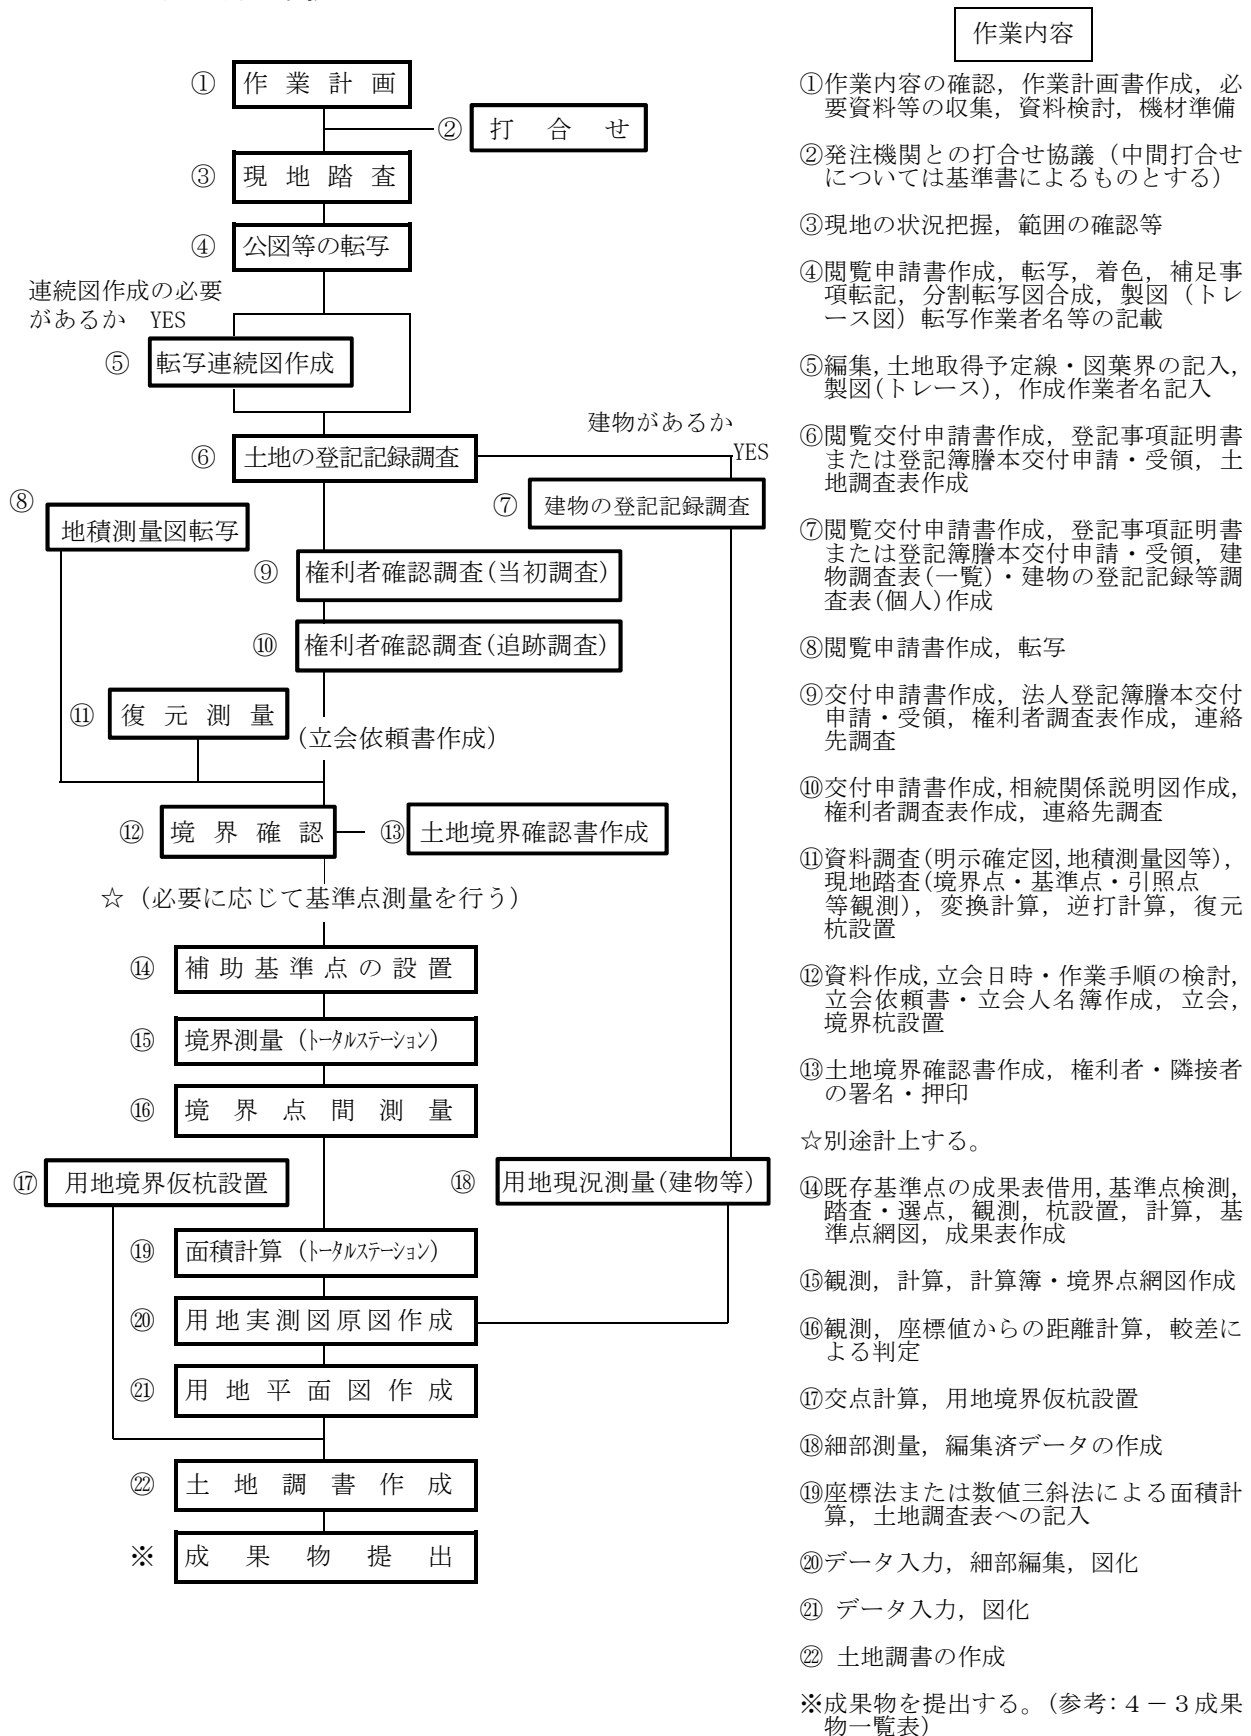 ① 作業計画
② 打合せ
③ 現地踏査
④ 公図等の転写
連続図作成の必要
があるか YES
⑤ 転写連続図作成
建物があるか
YES
⑥ 土地の登記記録調査
⑦ 建物の登記記録調査
⑧
地積測量図転写
⑨ 権利者確認調査(当初調査)
⑩ 権利者確認調査(追跡調査)
⑪ 復元測量
(立会依頼書作成)
⑫ 境界確認
⑬ 土地境界確認書作成
☆(必要に応じて基準点測量を行う)
⑭ 補助基準点の設置
⑮ 境界測量(トータルステーション)
⑯ 境界点間測量
⑰ 用地境界仮杭設置
⑱ 用地現況測量(建物等)
⑲ 面積計算(トータルステーション)
⑳ 用地実測図原図作成
㉑ 用地平面図作成
㉒ 土地調書作成
※ 成果物提出
作業内容
①作業内容の確認,作業計画書作成,必
要資料等の収集,資料検討,機材準備
②発注機関との打合せ協議(中間打合せ
については基準書によるものとする)
③現地の状況把握,範囲の確認等
④閲覧申請書作成,転写,着色,補足事
項転記,分割転写図合成,製図(トレ
ース図)転写作業者名等の記載
⑤編集,土地取得予定線・図葉界の記入,
製図(トレース),作成作業者名記入
⑥閲覧交付申請書作成,登記事項証明書
または登記簿謄本交付申請・受領,土
地調査表作成
⑦閲覧交付申請書作成,登記事項証明書
または登記簿謄本交付申請・受領,建
物調査表(一覧)・建物の登記記録等調
査表(個人)作成
⑧閲覧申請書作成,転写
⑨交付申請書作成,法人登記簿謄本交付
申請・受領,権利者調査表作成,連絡
先調査
⑩交付申請書作成,相続関係説明図作成,
権利者調査表作成,連絡先調査
⑪資料調査(明示確定図,地積測量図等),
現地踏査(境界点・基準点・引照点
等観測),変換計算,逆打計算,復元
杭設置
⑫資料作成,立会日時・作業手順の検討,
立会依頼書・立会人名簿作成,立会,
境界杭設置
⑬土地境界確認書作成,権利者・隣接者
の署名・押印
☆別途計上する。
⑭既存基準点の成果表借用,基準点検測,
踏査・選点,観測,杭設置,計算,基
準点網図,成果表作成
⑮観測,計算,計算簿・境界点網図作成
⑯観測,座標値からの距離計算,較差に
よる判定
⑰交点計算,用地境界仮杭設置
⑱細部測量,編集済データの作成
⑲座標法または数値三斜法による面積計
算,土地調査表への記入
⑳データ入力,細部編集,図化
㉑ データ入力,図化
㉒ 土地調書の作成
※成果物を提出する。(参考:4-3成果
物一覧表)